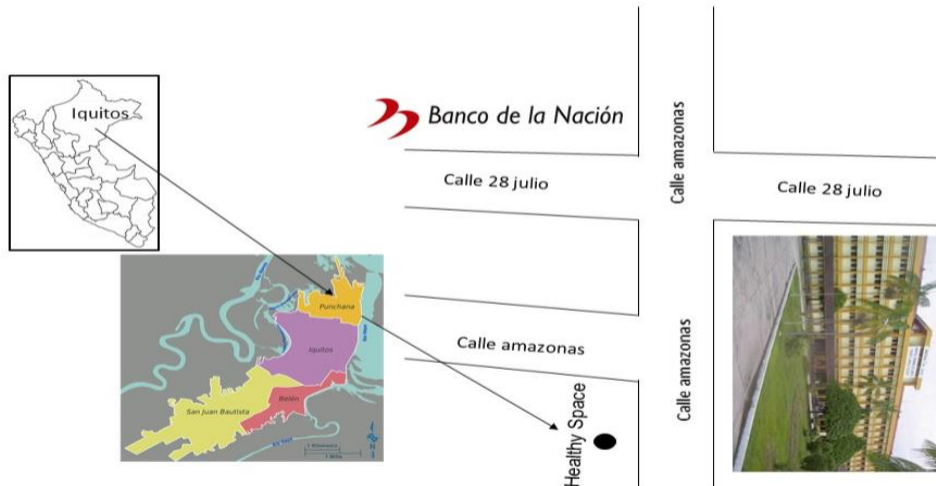 Iquitos
Banco de la Nación
Calle 28 julio
Calle amazonas
Calle 28 julio
Punchana
Iquitos
San Juan Bautista
Belén
Calle amazonas
Calle amazonas
Healthy Space